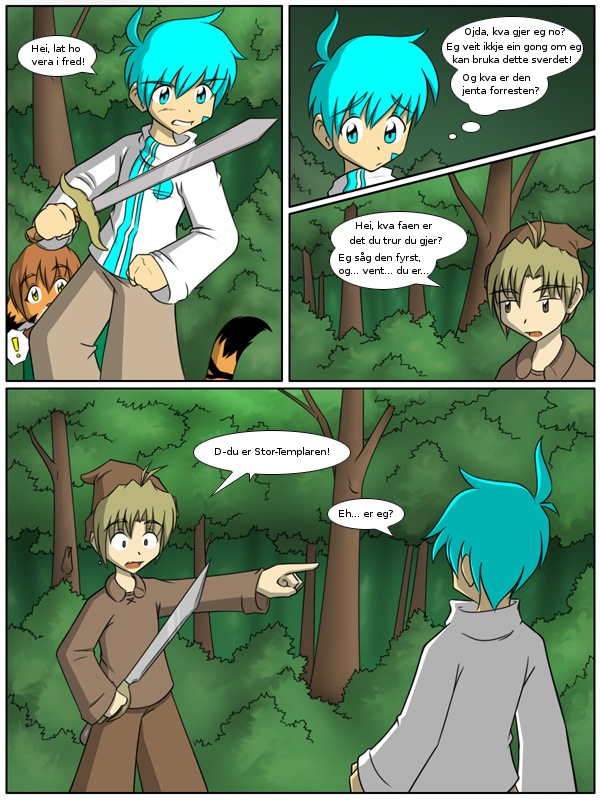 Hei, lat ho
vera i fred!
!
Ojda, kva gjer eg no?
Eg veit ikkje ein gong om eg
kan bruka dette sverdet!
Og kva er den
jenta forresten?
Hei, kva faen er
det du trur du gjer?
Eg såg den fyrst,
og... vent... du er...
D-du er Stor-Templaren!
Eh... er eg?